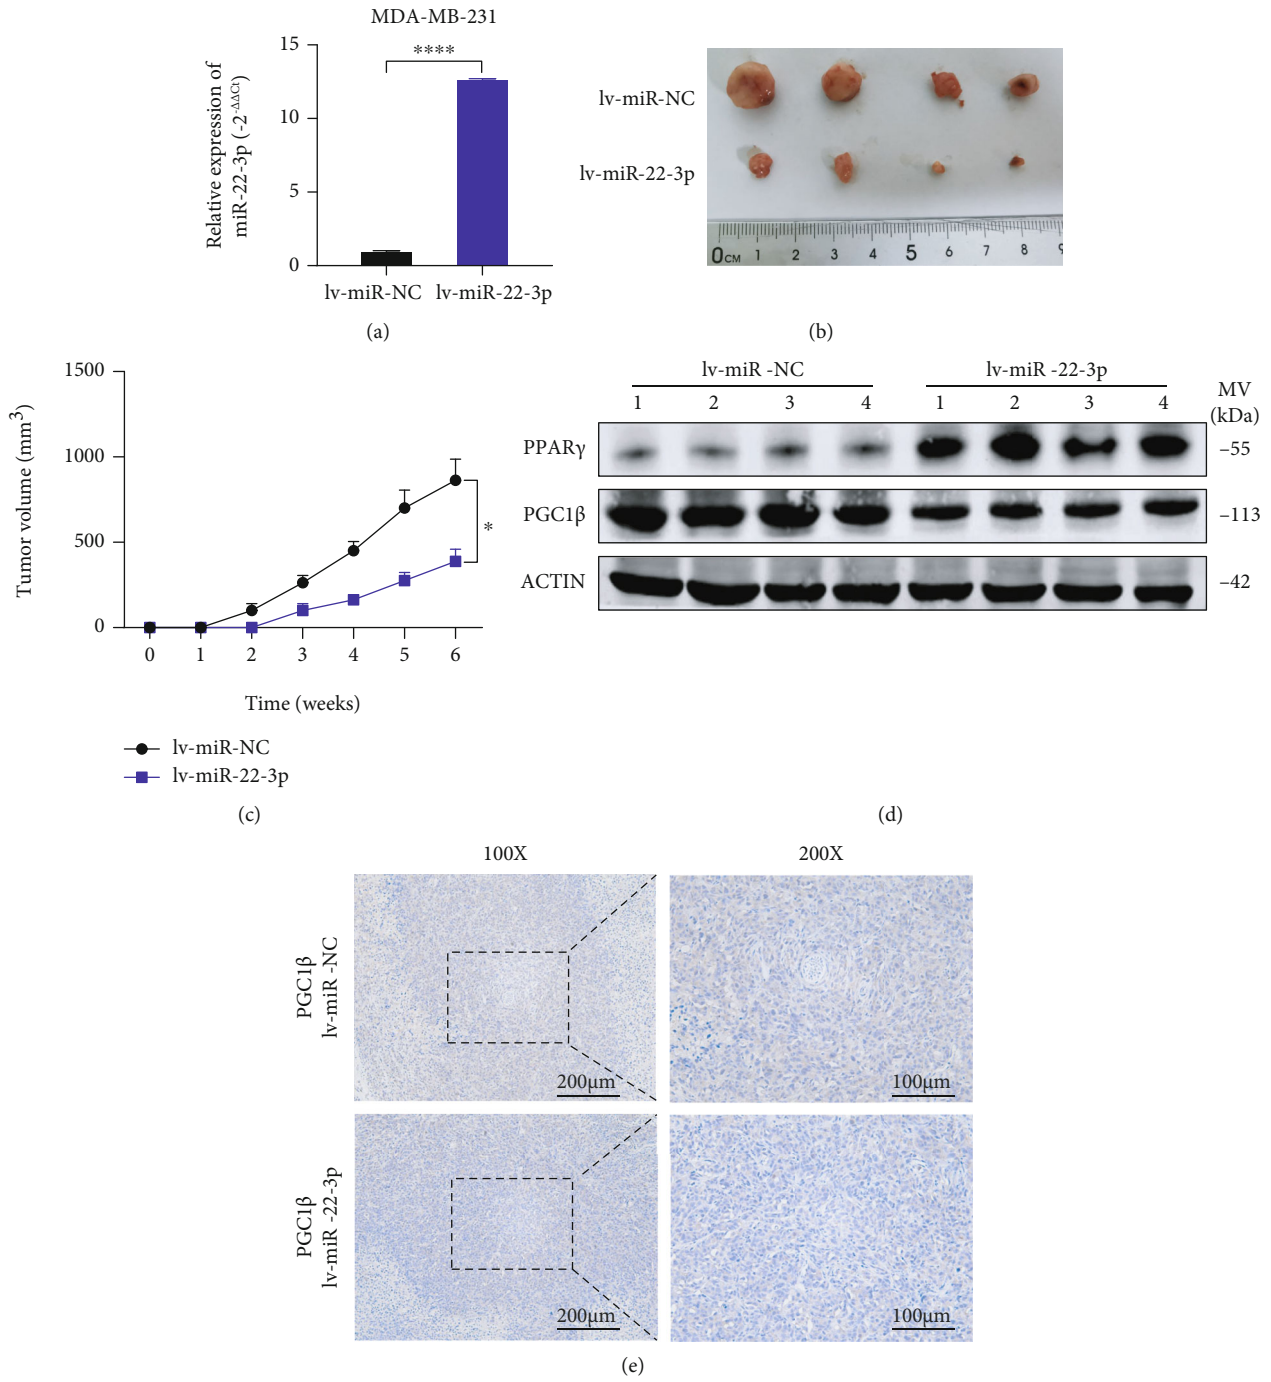 MDA-MB-231
15
10
5
0
****
Relative expression of
miR-22-3p (-2^-ΔΔCt)
lv-miR-NC
lv-miR-22-3p
(a)
lv-miR-NC
lv-miR-22-3p
0 CM 1 2 3 4 5 6 7 8 9
(b)
1500
1000
500
0
Tumor volume (mm³)
*
0 1 2 3 4 5 6
Time (weeks)
lv-miR-NC
lv-miR-22-3p
(c)
lv-miR -NC lv-miR -22-3p
1 2 3 4 1 2 3 4
MV
(kDa)
PPARγ –55
PGC1β –113
ACTIN –42
(d)
100X 200X
PGC1β
lv-miR -NC
200μm 100μm
PGC1β
lv-miR -22-3p
200μm 100μm
(e)